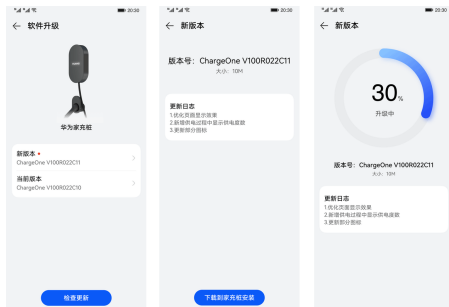 20:30
← 软件升级
华为家充桩
新版本
ChargeOne V100R022C11
当前版本
ChargeOne V100R022C10
检查更新
20:30
← 新版本
版本号：ChargeOne V100R022C11
大小：10M
更新日志
1.优化页面显示效果
2.新增供电过程中显示供电度数
3.更新部分图标
下载到家充桩安装
20:30
← 新版本
30%
升级中
版本号：ChargeOne V100R022C11
大小：10M
更新日志
1.优化页面显示效果
2.新增供电过程中显示供电度数
3.更新部分图标